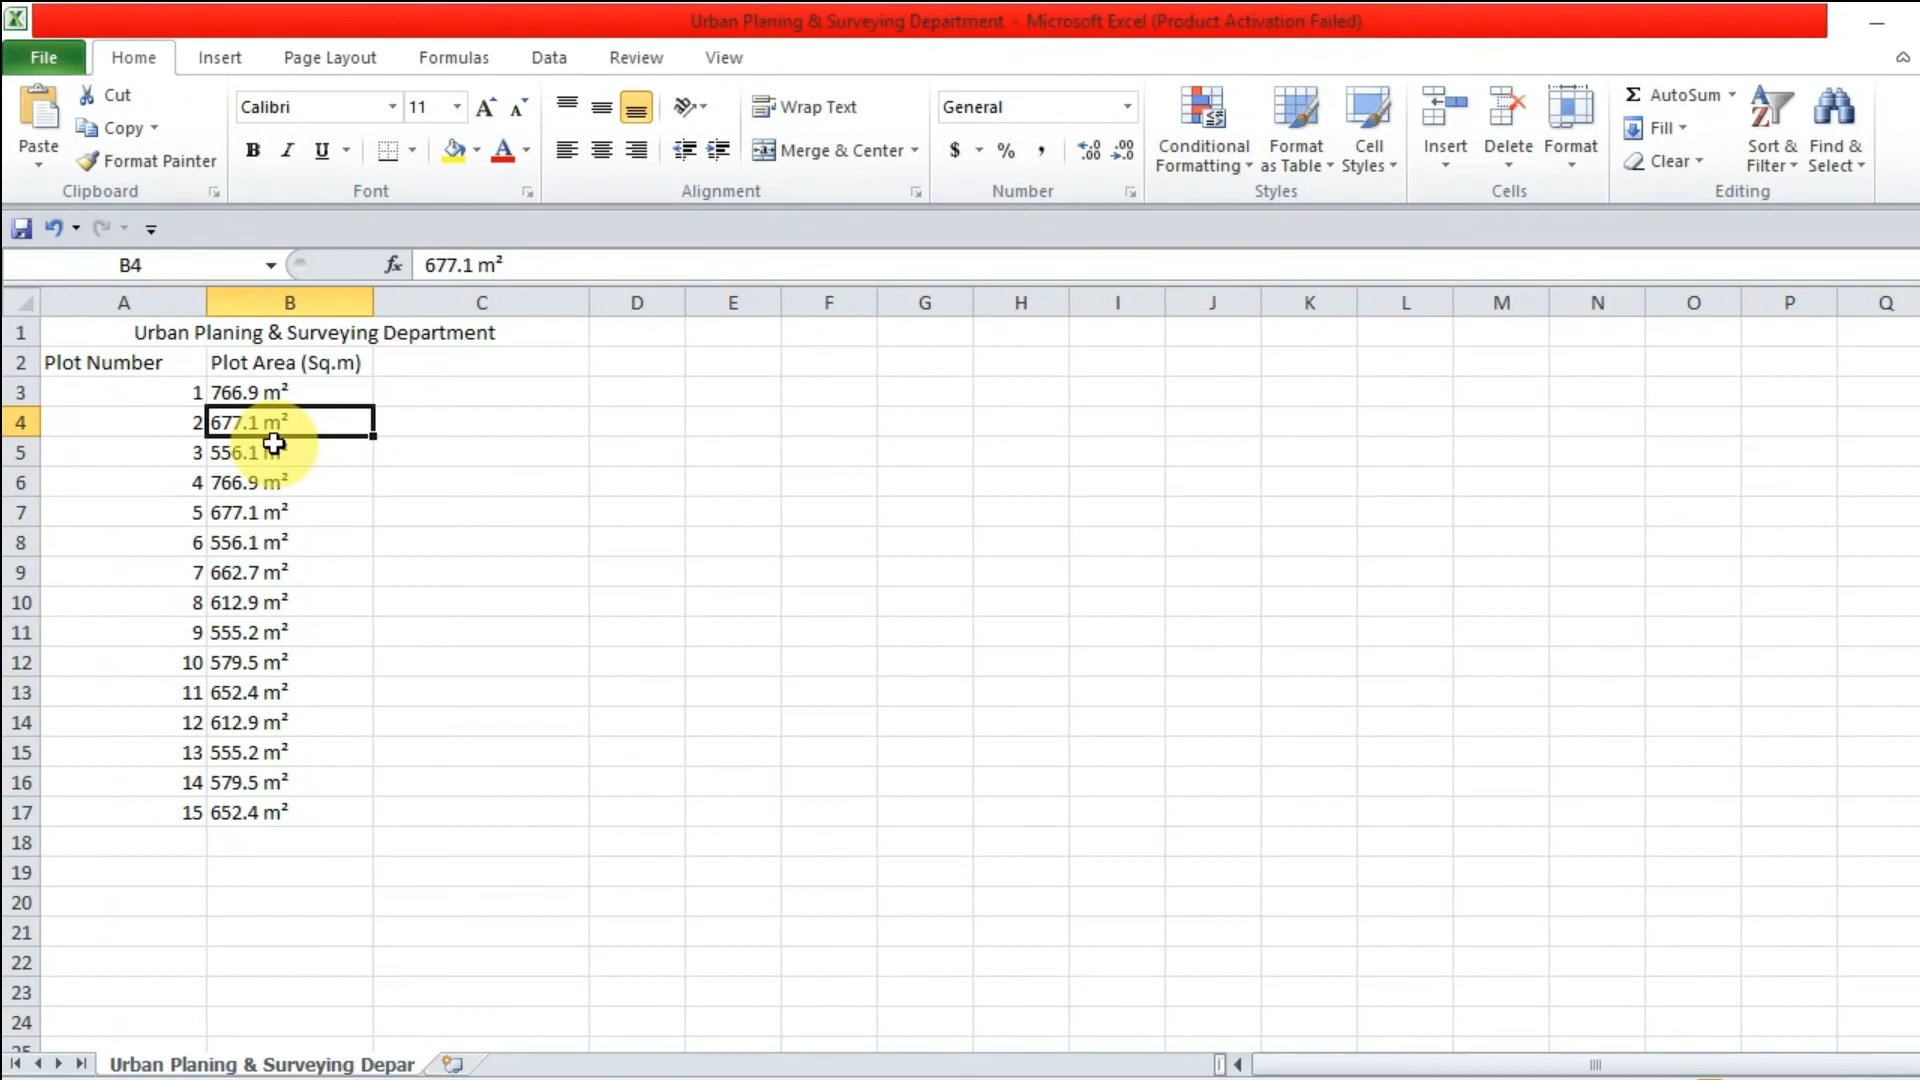 Urban Planing & Surveying Department - Microsoft Excel (Product Activation Failed)
File Home Insert Page Layout Formulas Data Review View
Paste
Cut
Copy
Format Painter
Clipboard
Calibri 11 A A
B I U A
Font
Wrap Text
Merge & Center
Alignment
General
$ % , .0 .00 .00 .0
Number
Conditional Formatting
Format as Table
Cell Styles
Styles
Insert Delete Format
Cells
Σ AutoSum
Fill
Clear
Sort & Filter
Find & Select
Editing
B4 fx 677.1 m²
A B C D E F G H I J K L M N O P Q
1 Urban Planing & Surveying Department
2 Plot Number Plot Area (Sq.m)
3 1 766.9 m²
4 2 677.1 m²
5 3 556.1 m²
6 4 766.9 m²
7 5 677.1 m²
8 6 556.1 m²
9 7 662.7 m²
10 8 612.9 m²
11 9 555.2 m²
12 10 579.5 m²
13 11 652.4 m²
14 12 612.9 m²
15 13 555.2 m²
16 14 579.5 m²
17 15 652.4 m²
18
19
20
21
22
23
24
25
Urban Planing & Surveying Depar